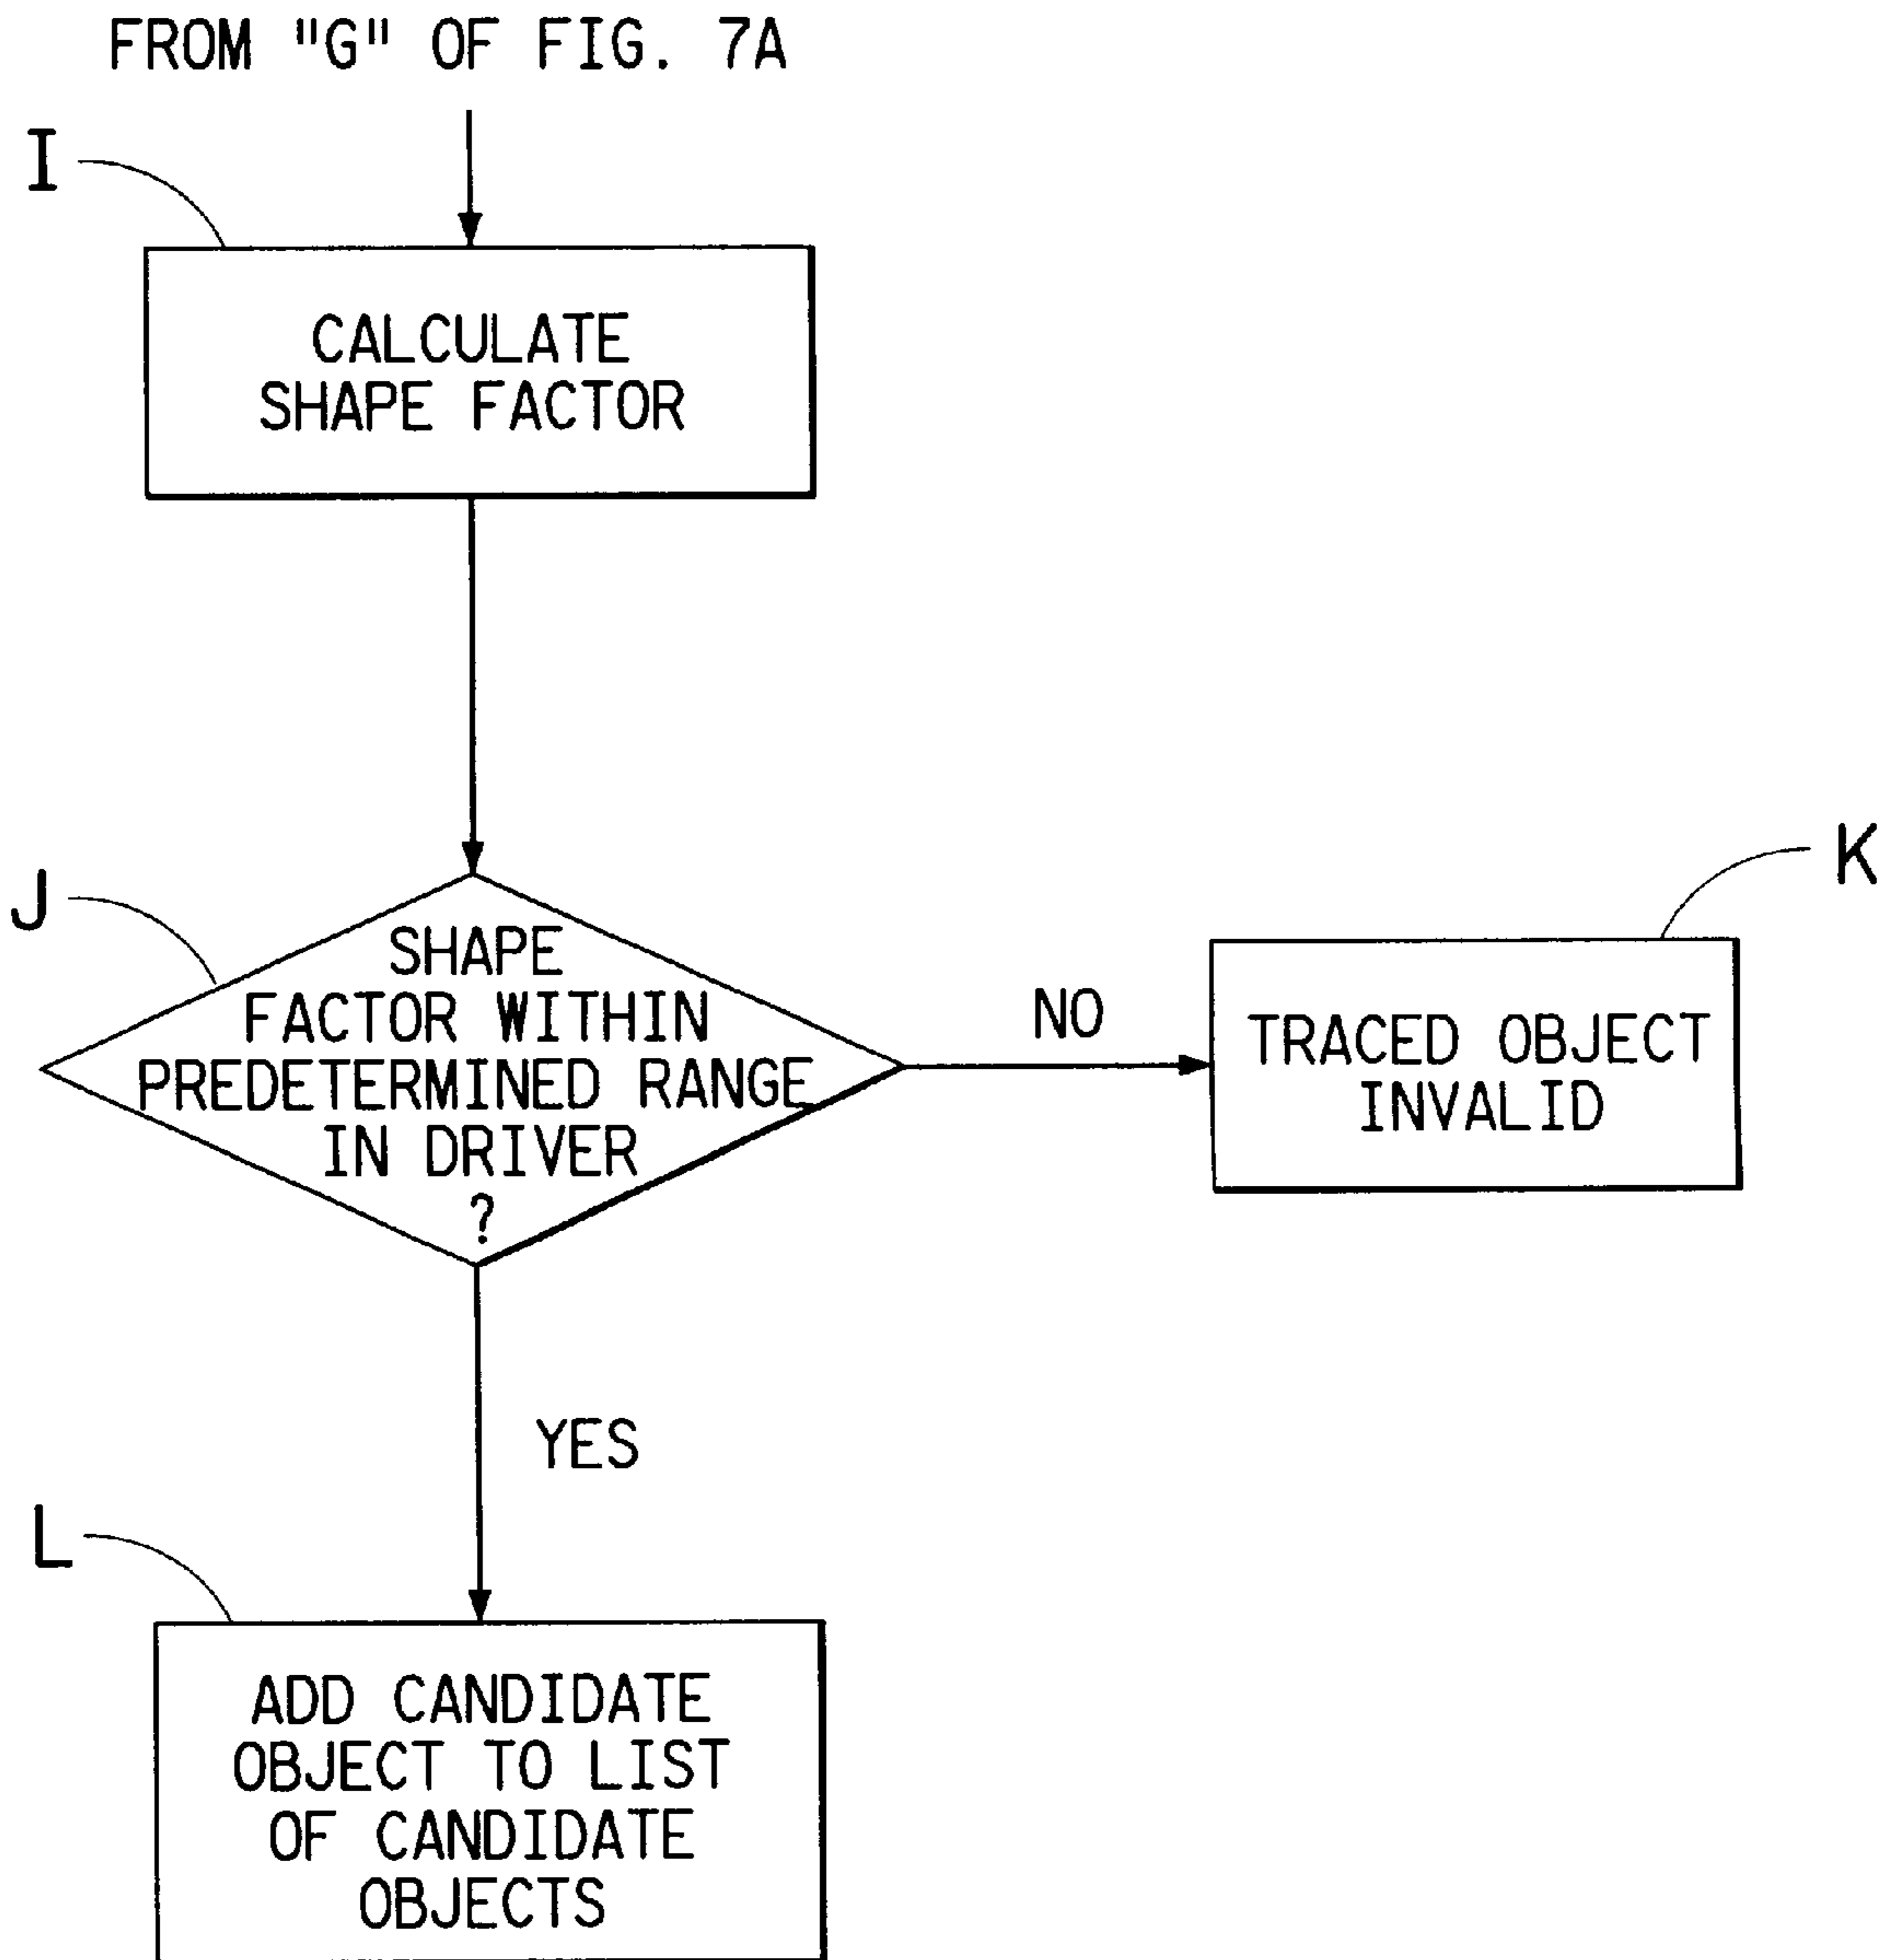 FROM "G" OF FIG. 7A
I
CALCULATE
SHAPE FACTOR
J
SHAPE
FACTOR WITHIN
PREDETERMINED RANGE
IN DRIVER
?
NO
K
TRACED OBJECT
INVALID
YES
L
ADD CANDIDATE
OBJECT TO LIST
OF CANDIDATE
OBJECTS